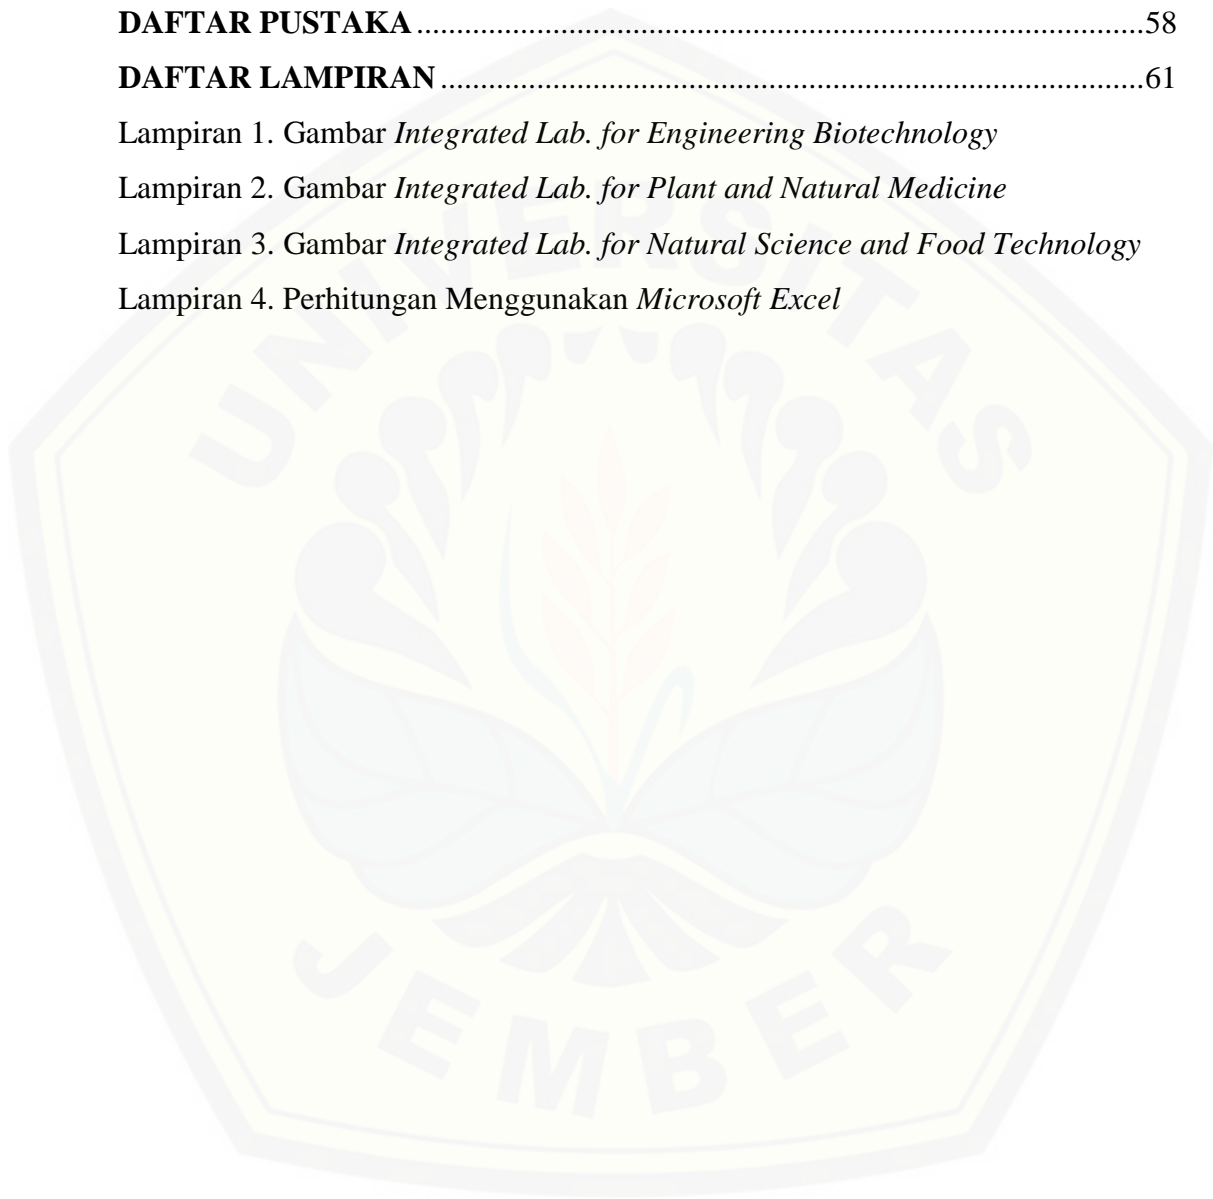 DAFTAR PUSTAKA........................................................................................58
DAFTAR LAMPIRAN.....................................................................................61
Lampiran 1. Gambar Integrated Lab. for Engineering Biotechnology
Lampiran 2. Gambar Integrated Lab. for Plant and Natural Medicine
Lampiran 3. Gambar Integrated Lab. for Natural Science and Food Technology
Lampiran 4. Perhitungan Menggunakan Microsoft Excel
UNIVERSITAS
JEMBER